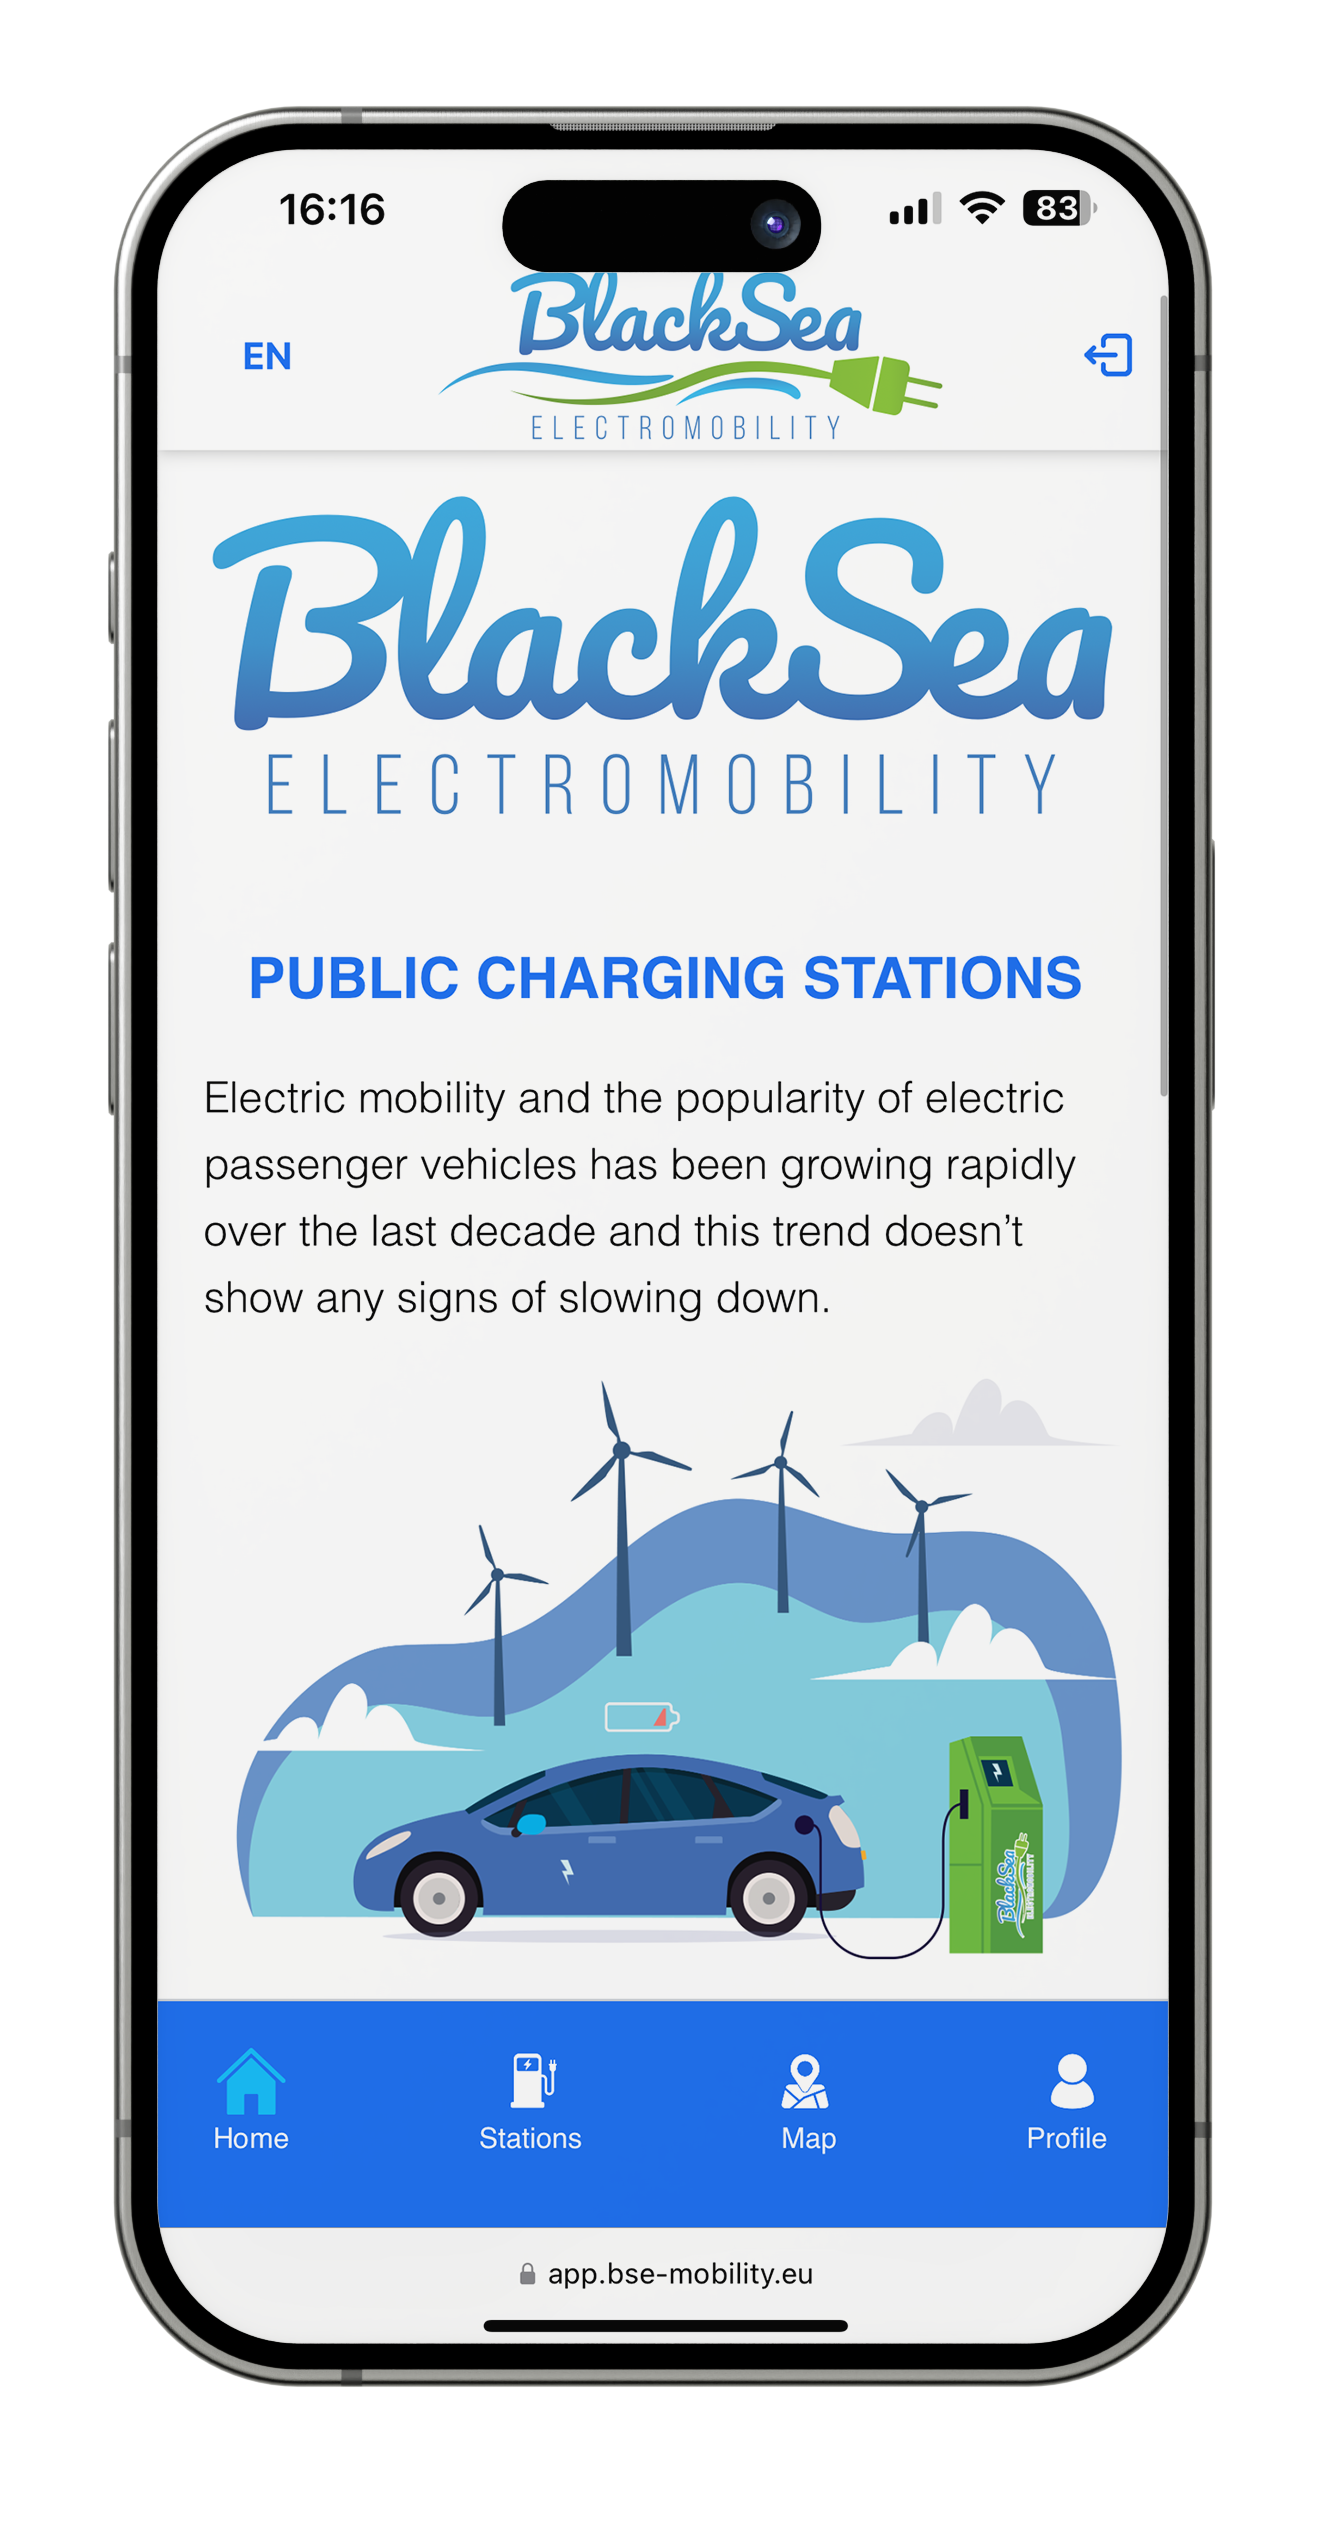 16:16
83
BlackSea
EN
ELECTROMOBILITY
BlackSea
ELECTROMOBILITY
PUBLIC CHARGING STATIONS
Electric mobility and the popularity of electric
passenger vehicles has been growing rapidly
over the last decade and this trend doesn’t
show any signs of slowing down.
BlackSea
ELECTROMOBILITY
Home
Stations
Map
Profile
app.bse-mobility.eu